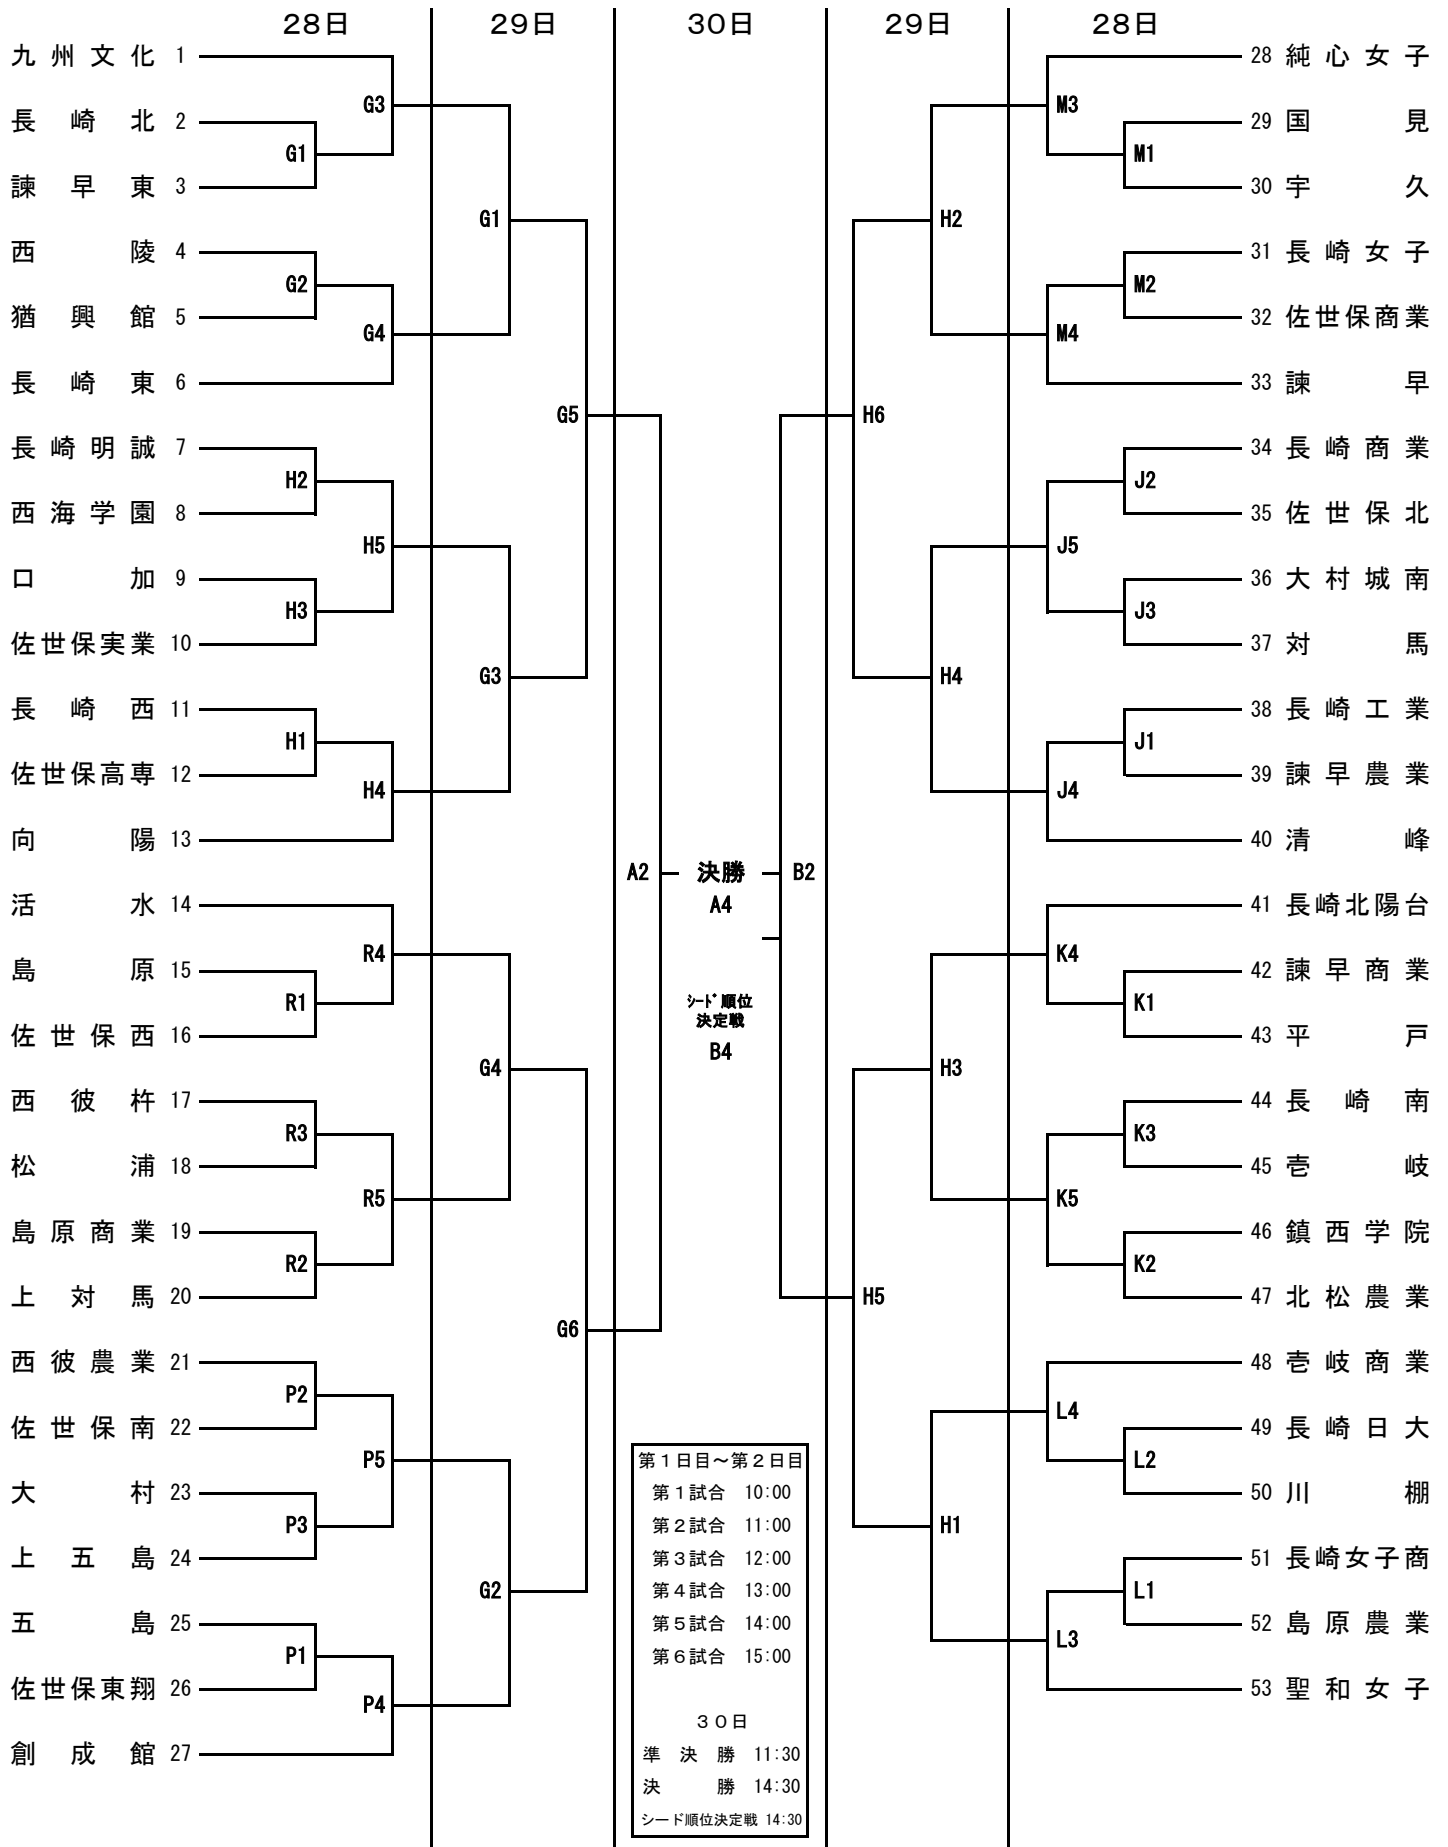 28日 29日 30日 29日 28日
九州文化 1
長崎北 2
諫早東 3
西陵 4
猶興館 5
長崎東 6
長崎明誠 7
西海学園 8
口加 9
佐世保実業 10
長崎西 11
佐世保高専 12
向陽 13
活水 14
島原 15
佐世保西 16
西彼杵 17
松浦 18
島原商業 19
上対馬 20
西彼農業 21
佐世保南 22
大村 23
上五島 24
五島 25
佐世保東翔 26
創成館 27
G3
G1
G2
G4
H2
H5
H3
H1
H4
R4
R1
R3
R5
R2
P2
P5
P3
P1
P4
G1
G3
G4
G2
G5
G6
A2
決勝
A4
シード順位
決定戦
B4
B2
第1日目～第2日目
第1試合 10:00
第2試合 11:00
第3試合 12:00
第4試合 13:00
第5試合 14:00
第6試合 15:00
30日
準決勝 11:30
決勝 14:30
シード順位決定戦 14:30
H6
H5
H2
H4
H3
H1
M3
M1
M2
M4
J2
J5
J3
J1
J4
K4
K1
K3
K5
K2
L4
L2
L1
L3
28 純心女子
29 国見
30 宇久
31 長崎女子
32 佐世保商業
33 諫早
34 長崎商業
35 佐世保北
36 大村城南
37 対馬
38 長崎工業
39 諫早農業
40 清峰
41 長崎北陽台
42 諫早商業
43 平戸
44 長崎南
45 壱岐
46 鎮西学院
47 北松農業
48 壱岐商業
49 長崎日大
50 川棚
51 長崎女子商
52 島原農業
53 聖和女子